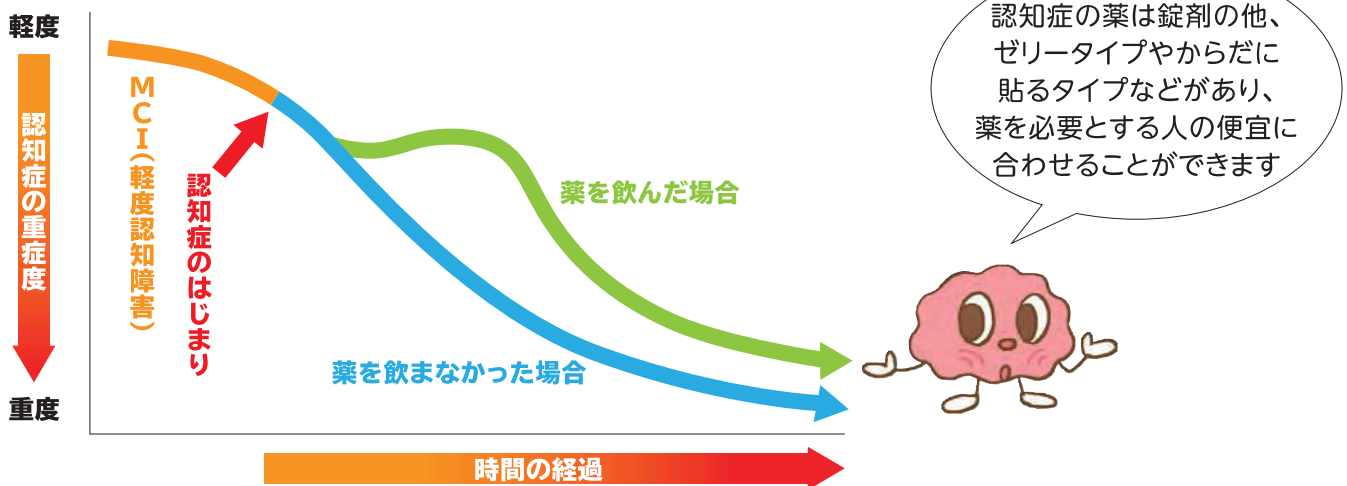 軽度
認知症の重症度
重度
MCI(軽度認知障害)
認知症のはじまり
薬を飲んだ場合
薬を飲まなかった場合
時間の経過
認知症の薬は錠剤の他、
ゼリータイプやからだに
貼るタイプなどがあり、
薬を必要とする人の便宜に
合わせることができます